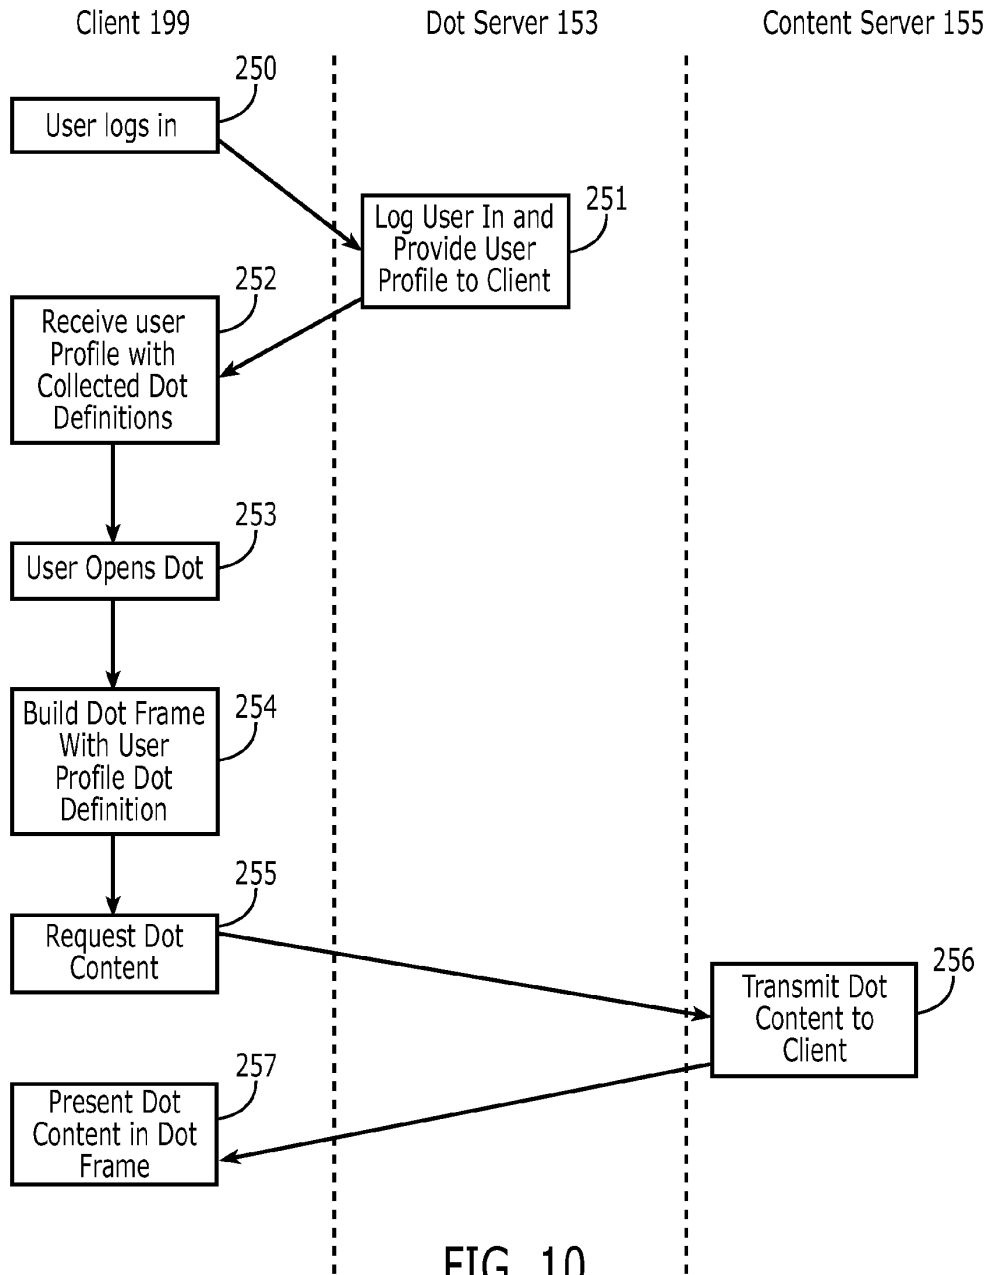 Client 199
Dot Server 153
Content Server 155
250
User logs in
251
Log User In and
Provide User
Profile to Client
252
Receive user
Profile with
Collected Dot
Definitions
253
User Opens Dot
254
Build Dot Frame
With User
Profile Dot
Definition
255
Request Dot
Content
256
Transmit Dot
Content to
Client
257
Present Dot
Content in Dot
Frame
FIG. 10